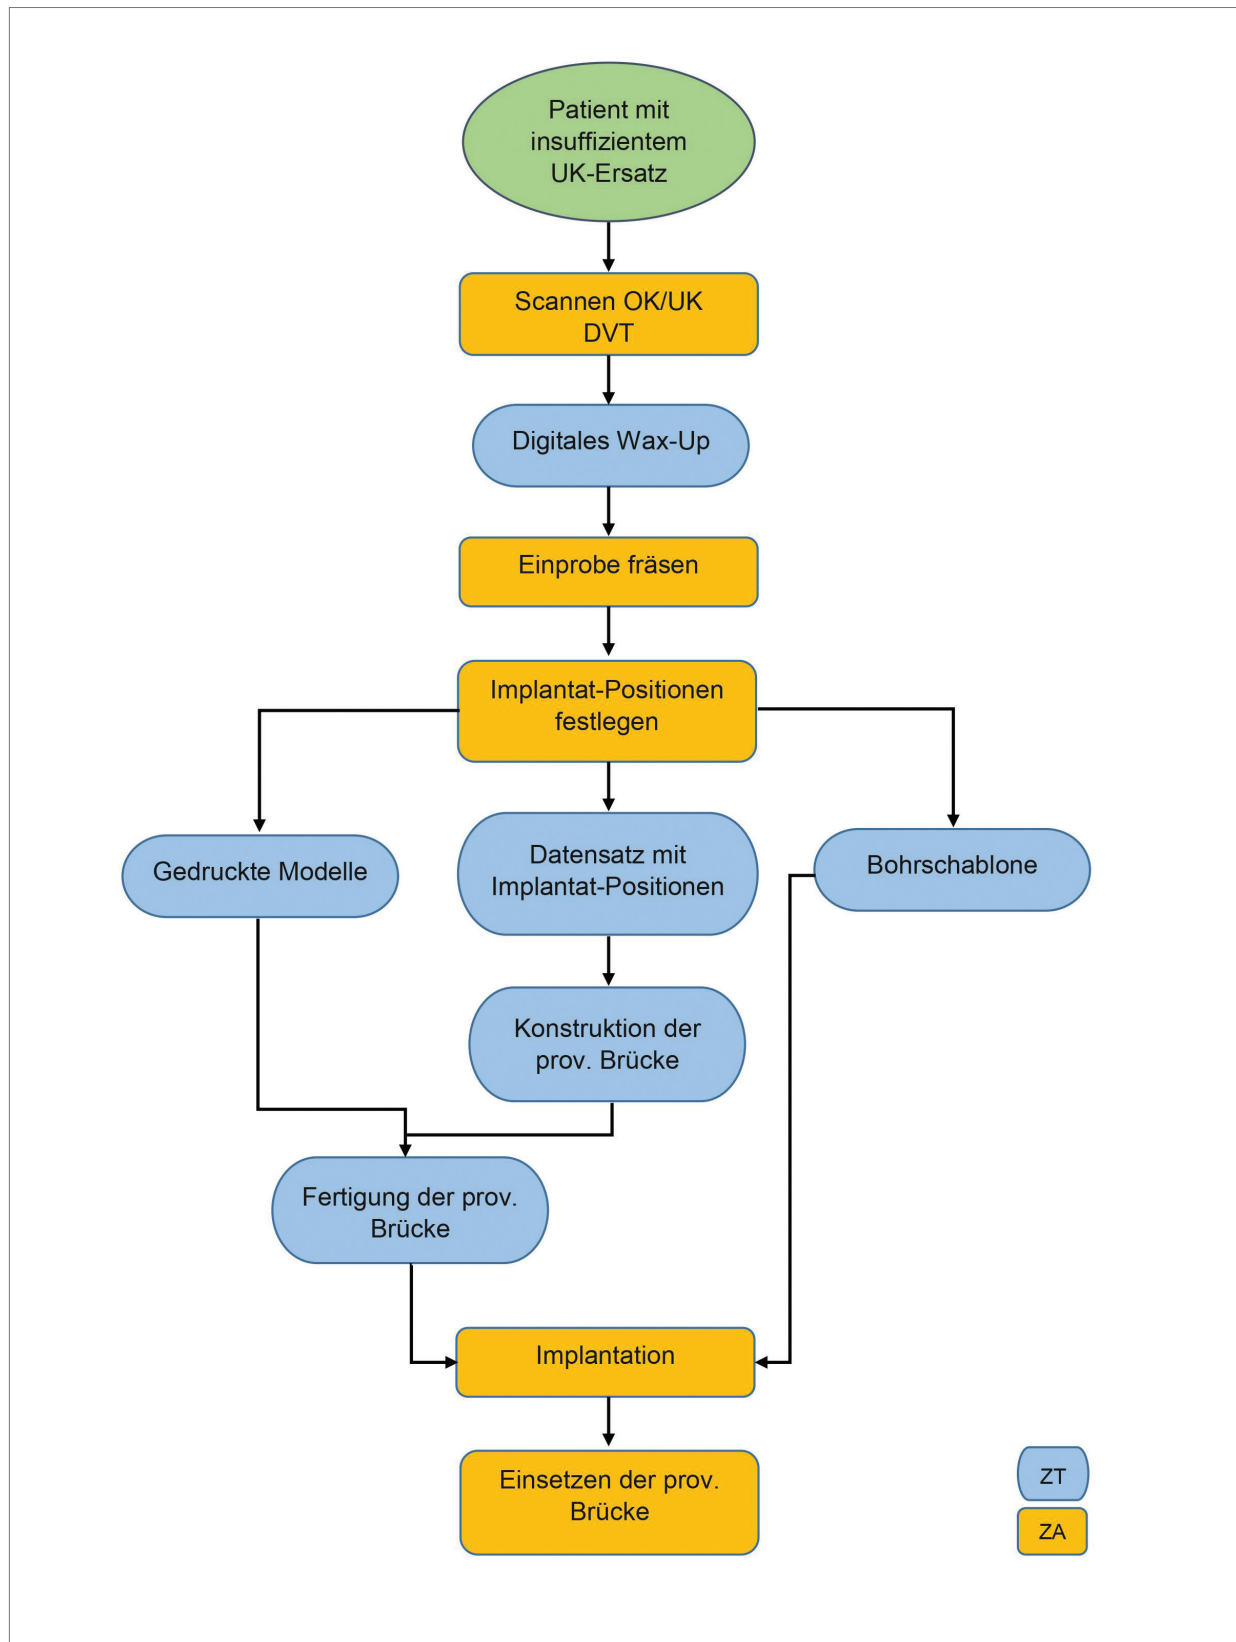 Patient mit
insuffizientem
UK-Ersatz
Scannen OK/UK
DVT
Digitales Wax-Up
Einprobe fräsen
Implantat-Positionen
festlegen
Gedruckte Modelle
Datensatz mit
Implantat-Positionen
Bohrschablone
Konstruktion der
prov. Brücke
Fertigung der prov.
Brücke
Implantation
Einsetzen der prov.
Brücke
ZT
ZA